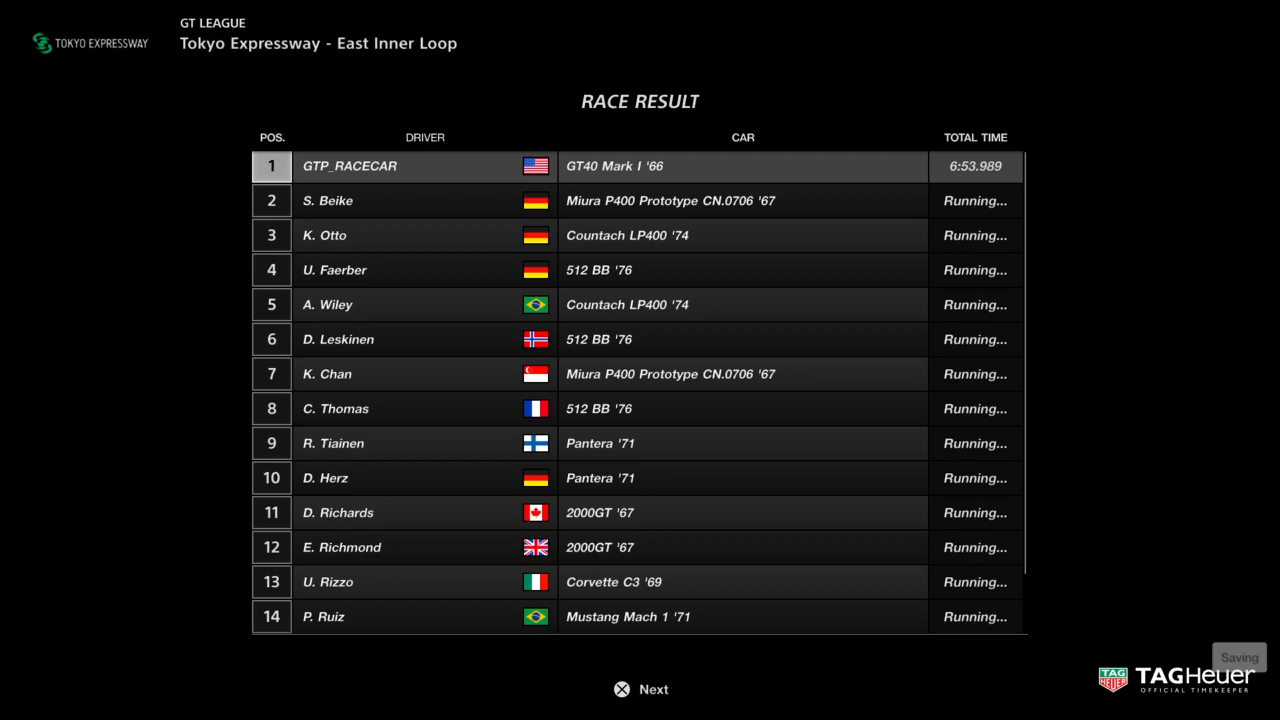 GT LEAGUE
TOKYO EXPRESSWAY
Tokyo Expressway - East Inner Loop
RACE RESULT
POS. DRIVER CAR TOTAL TIME
1 GTP_RACECAR GT40 Mark I '66 6:53.989
2 S. Beike Miura P400 Prototype CN.0706 '67 Running...
3 K. Otto Countach LP400 '74 Running...
4 U. Faerber 512 BB '76 Running...
5 A. Wiley Countach LP400 '74 Running...
6 D. Leskinen 512 BB '76 Running...
7 K. Chan Miura P400 Prototype CN.0706 '67 Running...
8 C. Thomas 512 BB '76 Running...
9 R. Tiainen Pantera '71 Running...
10 D. Herz Pantera '71 Running...
11 D. Richards 2000GT '67 Running...
12 E. Richmond 2000GT '67 Running...
13 U. Rizzo Corvette C3 '69 Running...
14 P. Ruiz Mustang Mach 1 '71 Running...
Saving
TAG HEUER TAGHeuer
OFFICIAL TIMEKEEPER
Next